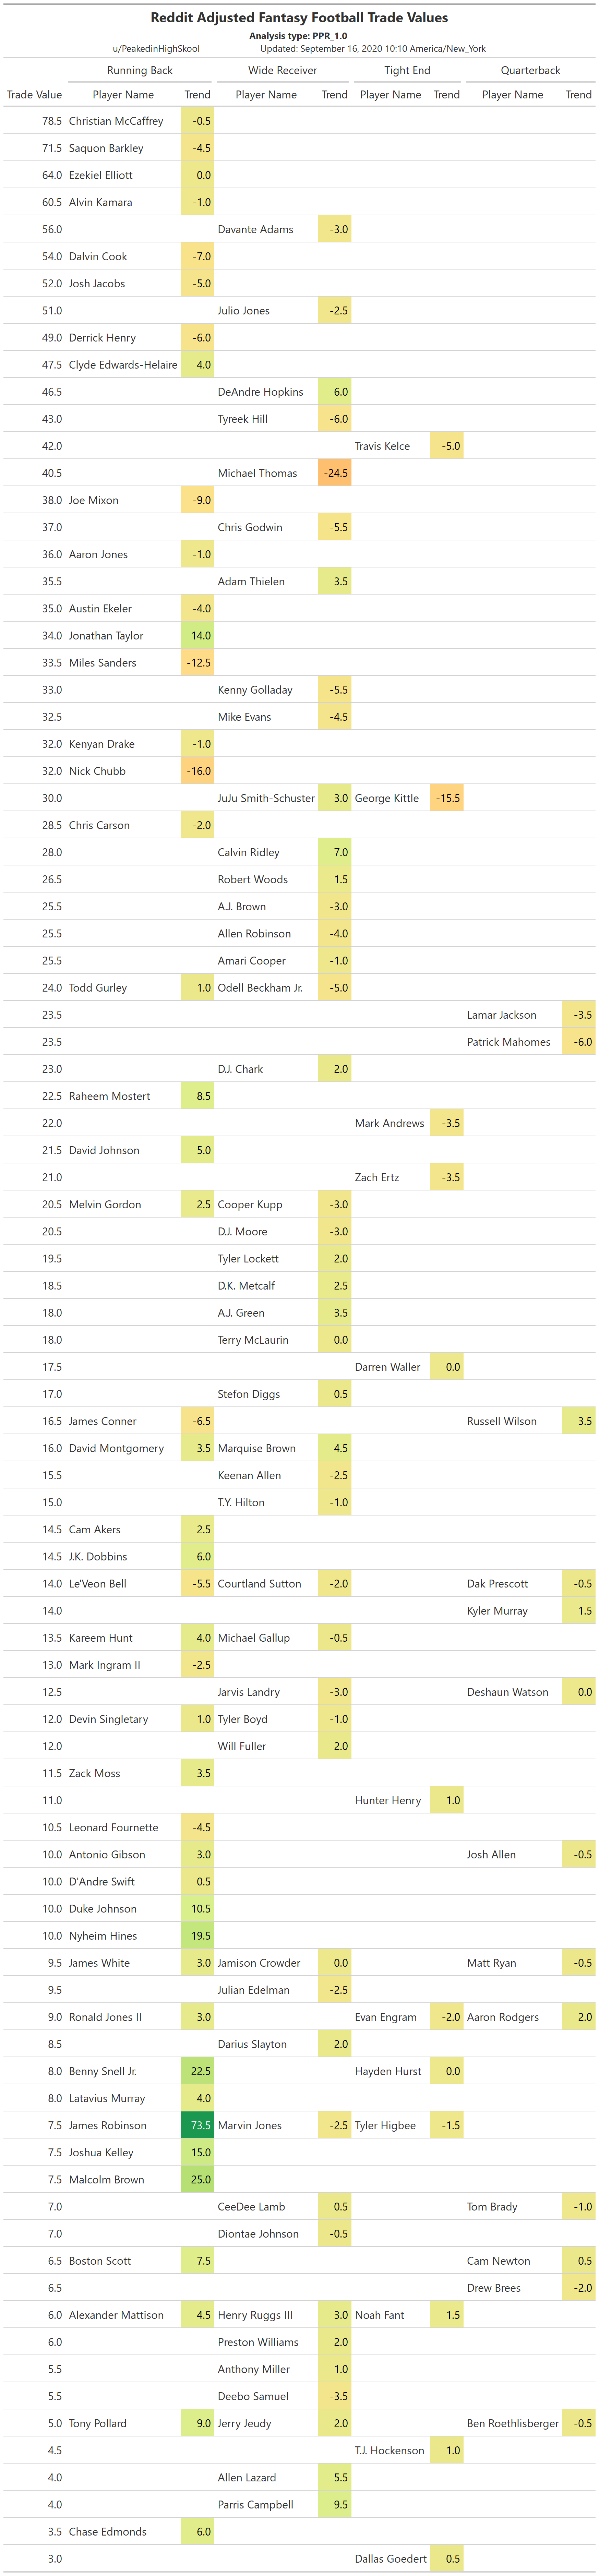 Reddit Adjusted Fantasy Football Trade Values
Analysis type: PPR_1.0
u/PeakedinHighSkool Updated: September 16, 2020 10:10 America/New_York
Running Back Wide Receiver Tight End Quarterback
Trade Value Player Name Trend Player Name Trend Player Name Trend Player Name Trend
78.5 Christian McCaffrey -0.5
71.5 Saquon Barkley -4.5
64.0 Ezekiel Elliott 0.0
60.5 Alvin Kamara -1.0
56.0 Davante Adams -3.0
54.0 Dalvin Cook -7.0
52.0 Josh Jacobs -5.0
51.0 Julio Jones -2.5
49.0 Derrick Henry -6.0
47.5 Clyde Edwards-Helaire 4.0
46.5 DeAndre Hopkins 6.0
43.0 Tyreek Hill -6.0
42.0 Travis Kelce -5.0
40.5 Michael Thomas -24.5
38.0 Joe Mixon -9.0
37.0 Chris Godwin -5.5
36.0 Aaron Jones -1.0
35.5 Adam Thielen 3.5
35.0 Austin Ekeler -4.0
34.0 Jonathan Taylor 14.0
33.5 Miles Sanders -12.5
33.0 Kenny Golladay -5.5
32.5 Mike Evans -4.5
32.0 Kenyan Drake -1.0
32.0 Nick Chubb -16.0
30.0 JuJu Smith-Schuster 3.0 George Kittle -15.5
28.5 Chris Carson -2.0
28.0 Calvin Ridley 7.0
26.5 Robert Woods 1.5
25.5 A.J. Brown -3.0
25.5 Allen Robinson -4.0
25.5 Amari Cooper -1.0
24.0 Todd Gurley 1.0 Odell Beckham Jr. -5.0
23.5 Lamar Jackson -3.5
23.5 Patrick Mahomes -6.0
23.0 D.J. Chark 2.0
22.5 Raheem Mostert 8.5
22.0 Mark Andrews -3.5
21.5 David Johnson 5.0
21.0 Zach Ertz -3.5
20.5 Melvin Gordon 2.5 Cooper Kupp -3.0
20.5 D.J. Moore -3.0
19.5 Tyler Lockett 2.0
18.5 D.K. Metcalf 2.5
18.0 A.J. Green 3.5
18.0 Terry McLaurin 0.0
17.5 Darren Waller 0.0
17.0 Stefon Diggs 0.5
16.5 James Conner -6.5 Russell Wilson 3.5
16.0 David Montgomery 3.5 Marquise Brown 4.5
15.5 Keenan Allen -2.5
15.0 T.Y. Hilton -1.0
14.5 Cam Akers 2.5
14.5 J.K. Dobbins 6.0
14.0 Le'Veon Bell -5.5 Courtland Sutton -2.0 Dak Prescott -0.5
14.0 Kyler Murray 1.5
13.5 Kareem Hunt 4.0 Michael Gallup -0.5
13.0 Mark Ingram II -2.5
12.5 Jarvis Landry -3.0 Deshaun Watson 0.0
12.0 Devin Singletary 1.0 Tyler Boyd -1.0
12.0 Will Fuller 2.0
11.5 Zack Moss 3.5
11.0 Hunter Henry 1.0
10.5 Leonard Fournette -4.5
10.0 Antonio Gibson 3.0 Josh Allen -0.5
10.0 D'Andre Swift 0.5
10.0 Duke Johnson 10.5
10.0 Nyheim Hines 19.5
9.5 James White 3.0 Jamison Crowder 0.0 Matt Ryan -0.5
9.5 Julian Edelman -2.5
9.0 Ronald Jones II 3.0 Evan Engram -2.0 Aaron Rodgers 2.0
8.5 Darius Slayton 2.0
8.0 Benny Snell Jr. 22.5 Hayden Hurst 0.0
8.0 Latavius Murray 4.0
7.5 James Robinson 73.5 Marvin Jones -2.5 Tyler Higbee -1.5
7.5 Joshua Kelley 15.0
7.5 Malcolm Brown 25.0
7.0 CeeDee Lamb 0.5 Tom Brady -1.0
7.0 Diontae Johnson -0.5
6.5 Boston Scott 7.5 Cam Newton 0.5
6.5 Drew Brees -2.0
6.0 Alexander Mattison 4.5 Henry Ruggs III 3.0 Noah Fant 1.5
6.0 Preston Williams 2.0
5.5 Anthony Miller 1.0
5.5 Deebo Samuel -3.5
5.0 Tony Pollard 9.0 Jerry Jeudy 2.0 Ben Roethlisberger -0.5
4.5 T.J. Hockenson 1.0
4.0 Allen Lazard 5.5
4.0 Parris Campbell 9.5
3.5 Chase Edmonds 6.0
3.0 Dallas Goedert 0.5